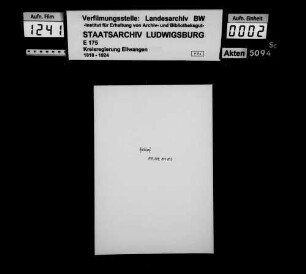 Aufn. Film
1241
Verfilmungsstelle: Landesarchiv BW
-Institut für Erhaltung von Archiv- und Bibliotheksgut-
STAATSARCHIV LUDWIGSBURG
E 175
Kreisregierung Ellwangen
1818 - 1924
Aufn. Einheit
0002
Akten 5094